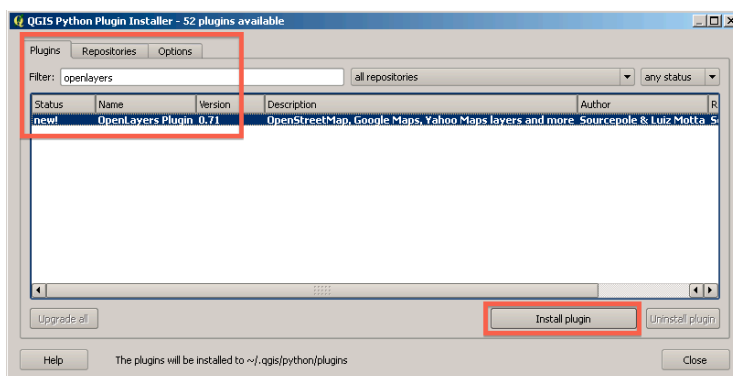 QGIS Python Plugin Installer - 52 plugins available
Plugins Repositories Options
Filter: openlayers all repositories any status
Status Name Version Description Author R
new! OpenLayers Plugin 0.71 OpenStreetMap, Google Maps, Yahoo Maps layers and more Sourcepole & Luiz Motta S
Upgrade all Install plugin Uninstall plugin
Help The plugins will be installed to ~/.qgis/python/plugins Close